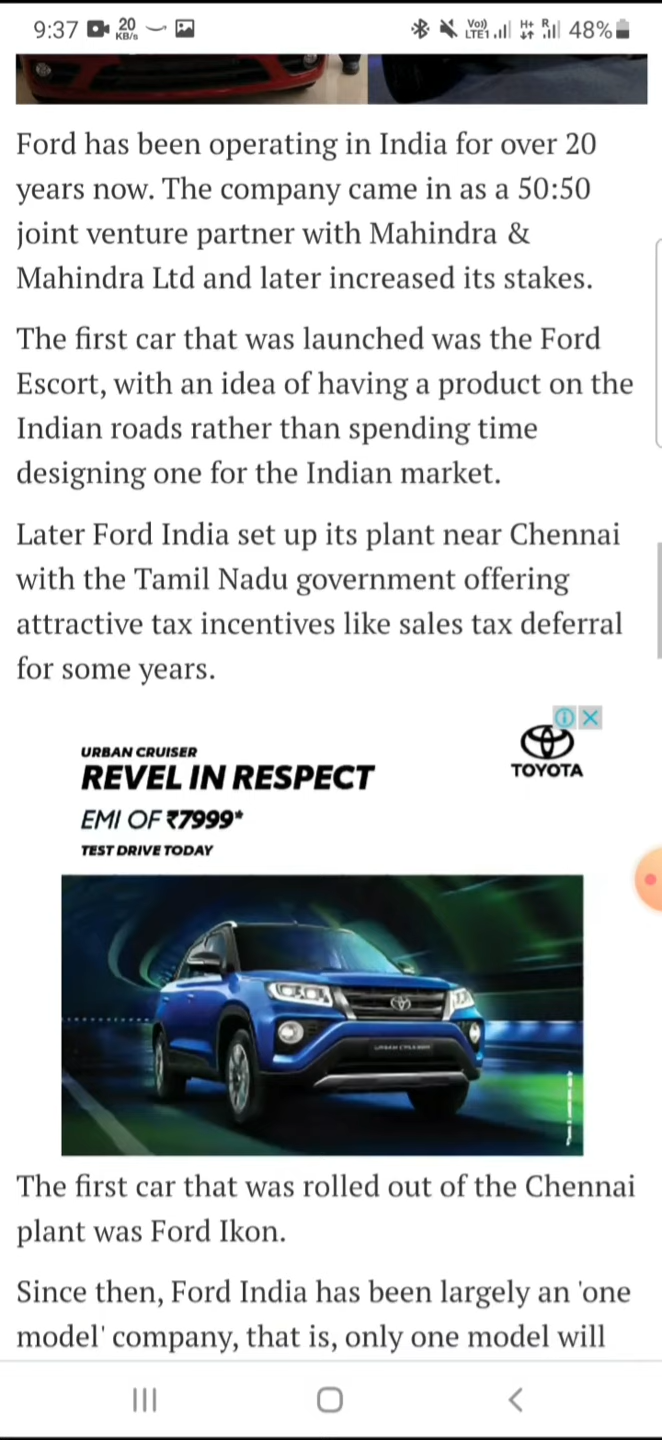 9:37 20 KB/s Vo) LTE1 H+ R 48%
Ford has been operating in India for over 20
years now. The company came in as a 50:50
joint venture partner with Mahindra &
Mahindra Ltd and later increased its stakes.
The first car that was launched was the Ford
Escort, with an idea of having a product on the
Indian roads rather than spending time
designing one for the Indian market.
Later Ford India set up its plant near Chennai
with the Tamil Nadu government offering
attractive tax incentives like sales tax deferral
for some years.
URBAN CRUISER
REVEL IN RESPECT
EMI OF ₹7999*
TEST DRIVE TODAY
TOYOTA
The first car that was rolled out of the Chennai
plant was Ford Ikon.
Since then, Ford India has been largely an 'one
model' company, that is, only one model will